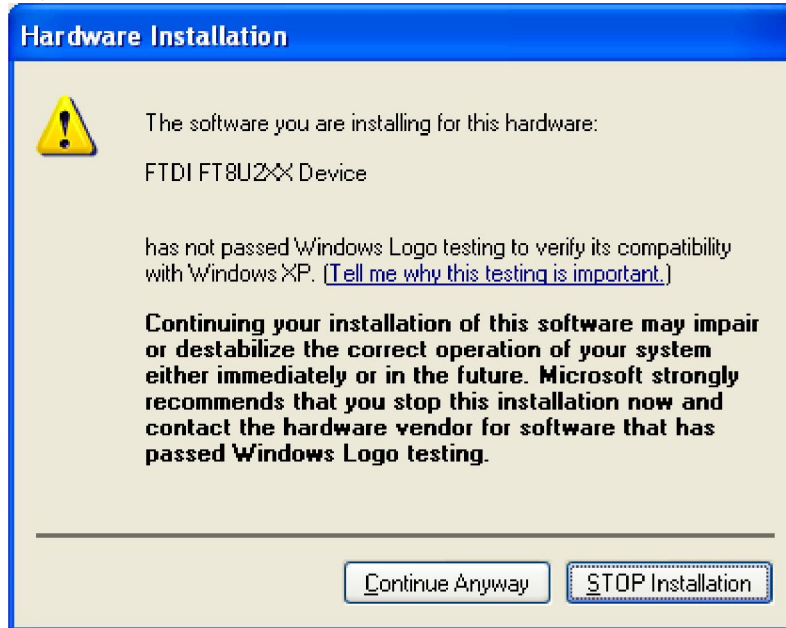 Hardware Installation
The software you are installing for this hardware:
FTDI FT8U2XX Device
has not passed Windows Logo testing to verify its compatibility
with Windows XP. (Tell me why this testing is important.)
Continuing your installation of this software may impair
or destabilize the correct operation of your system
either immediately or in the future. Microsoft strongly
recommends that you stop this installation now and
contact the hardware vendor for software that has
passed Windows Logo testing.
Continue Anyway
STOP Installation